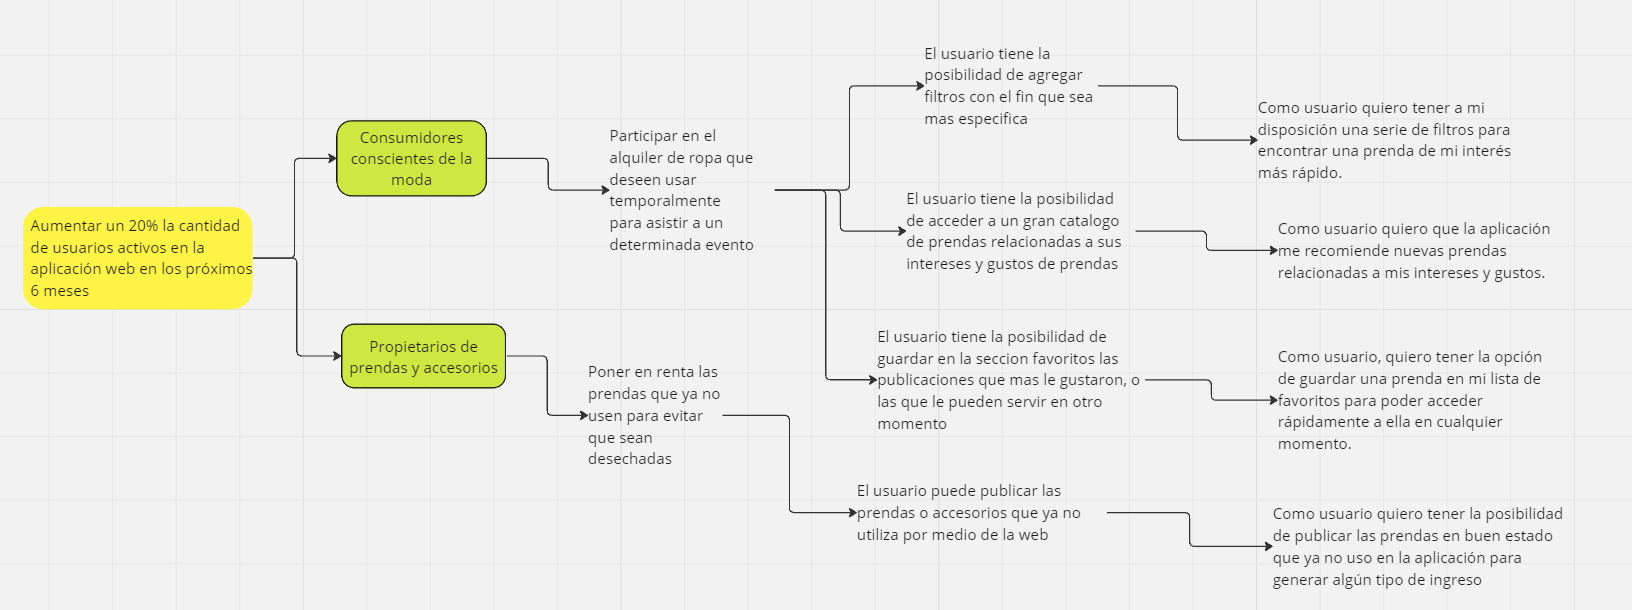 Aumentar un 20% la cantidad
de usuarios activos en la
aplicación web en los próximos
6 meses
Consumidores
conscientes de la
moda
Propietarios de
prendas y accesorios
Participar en el
alquiler de ropa que
deseen usar
temporalmente
para asistir a un
determinada evento
Poner en renta las
prendas que ya no
usen para evitar
que sean
desechadas
El usuario tiene la
posibilidad de agregar
filtros con el fin que sea
mas especifica
El usuario tiene la posibilidad
de acceder a un gran catalogo
de prendas relacionadas a sus
intereses y gustos de prendas
El usuario tiene la posibilidad de
guardar en la seccion favoritos las
publicaciones que mas le gustaron, o
las que le pueden servir en otro
momento
El usuario puede publicar las
prendas o accesorios que ya no
utiliza por medio de la web
Como usuario quiero tener a mi
disposición una serie de filtros para
encontrar una prenda de mi interés
más rápido.
Como usuario quiero que la aplicación
me recomiende nuevas prendas
relacionadas a mis intereses y gustos.
Como usuario, quiero tener la opción
de guardar una prenda en mi lista de
favoritos para poder acceder
rápidamente a ella en cualquier
momento.
Como usuario quiero tener la posibilidad
de publicar las prendas en buen estado
que ya no uso en la aplicación para
generar algún tipo de ingreso